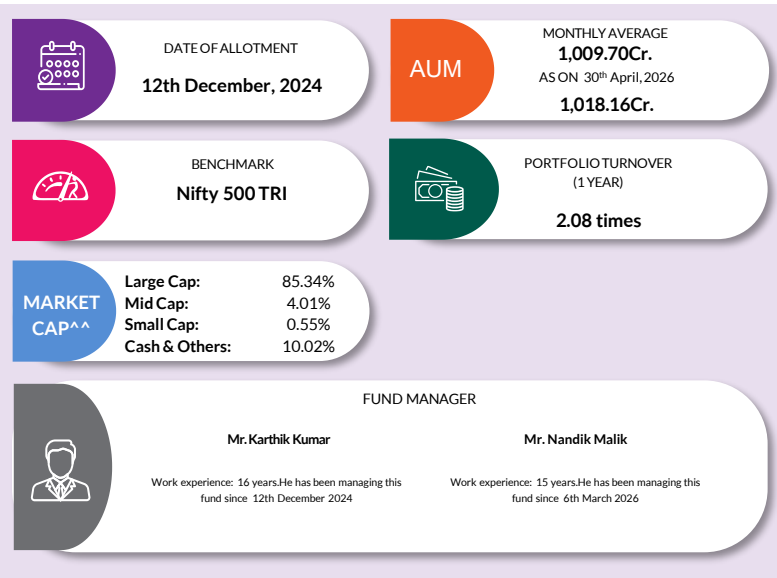 DATE OF ALLOTMENT
12th December, 2024
AUM
MONTHLY AVERAGE
1,009.70Cr.
AS ON 30th April, 2026
1,018.16Cr.
BENCHMARK
Nifty 500 TRI
PORTFOLIO TURNOVER
(1 YEAR)
2.08 times
MARKET
CAP^^
Large Cap: 85.34%
Mid Cap: 4.01%
Small Cap: 0.55%
Cash & Others: 10.02%
FUND MANAGER
Mr. Karthik Kumar
Work experience: 16 years.He has been managing this
fund since 12th December 2024
Mr. Nandik Malik
Work experience: 15 years.He has been managing this
fund since 6th March 2026